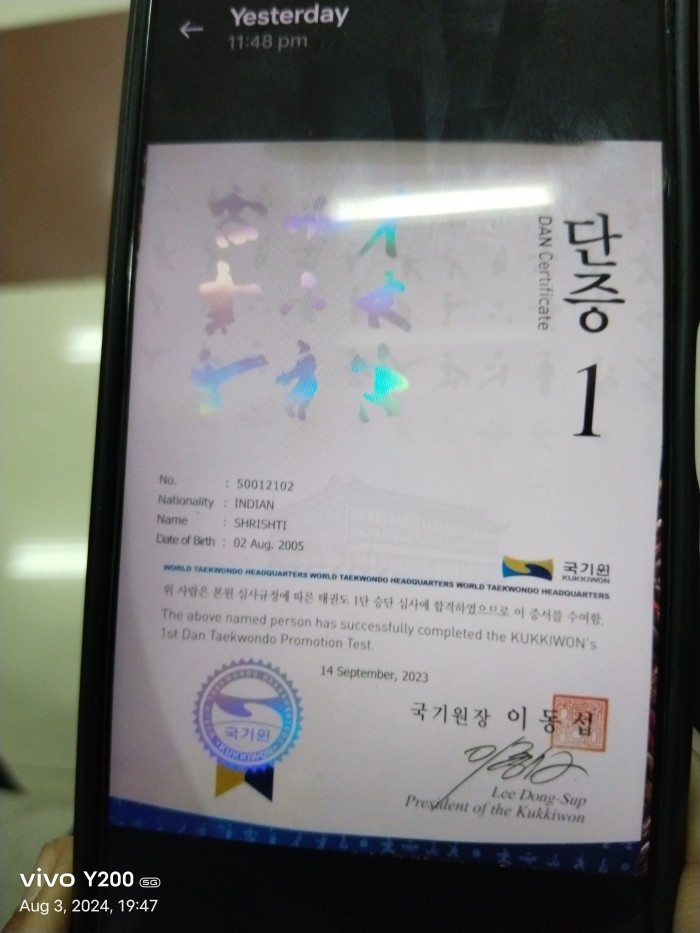 Yesterday
11:48 pm
단증
DAN Certificate
1
No. : 50012102
Nationality : INDIAN
Name : SHRISHTI
Date of Birth : 02 Aug. 2005
국기원
KUKKIWON
WORLD TAEKWONDO HEADQUARTERS WORLD TAEKWONDO HEADQUARTERS WORLD TAEKWONDO HEADQUARTERS
위 사람은 본원 심사규정에 따른 태권도 1단 승단 심사에 합격하였으므로 이 증서를 수여함.
The above named person has successfully completed the KUKKIWON's
1st Dan Taekwondo Promotion Test.
14 September, 2023
국기원
KUKKIWON
국기원장 이동섭
Lee Dong-Sup
President of the Kukkiwon
vivo Y200 5G
Aug 3, 2024, 19:47